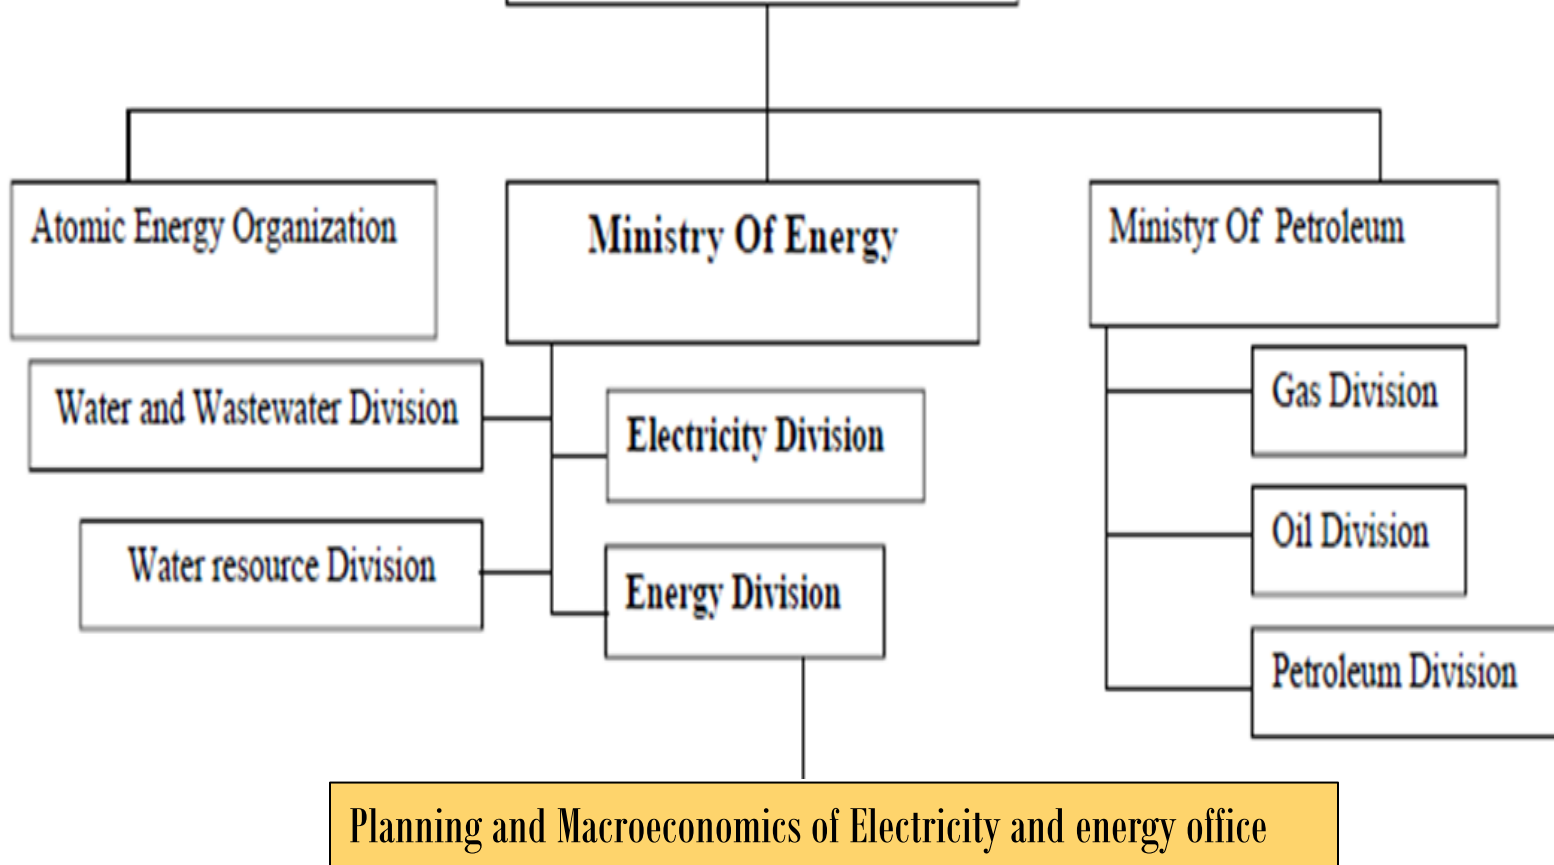 Atomic Energy Organization
Ministry Of Energy
Ministyr Of Petroleum
Water and Wastewater Division
Electricity Division
Gas Division
Water resource Division
Energy Division
Oil Division
Petroleum Division
Planning and Macroeconomics of Electricity and energy office